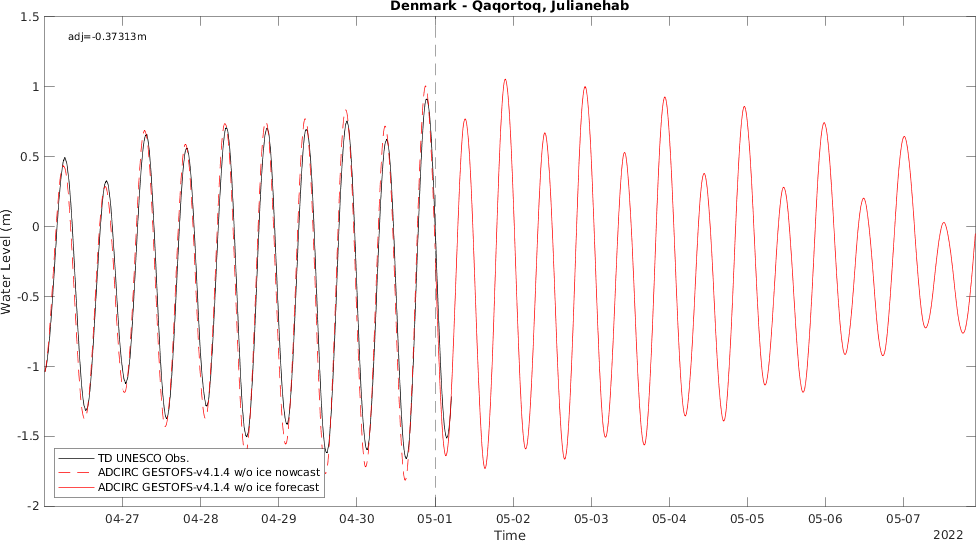 Denmark - Qaqortoq, Julianehab
adj=-0.37313m
1.5
1
0.5
0
-0.5
-1
-1.5
-2
Water Level (m)
TD UNESCO Obs.
ADCIRC GESTOFS-v4.1.4 w/o ice nowcast
ADCIRC GESTOFS-v4.1.4 w/o ice forecast
04-27 04-28 04-29 04-30 05-01 05-02 05-03 05-04 05-05 05-06 05-07
Time
2022